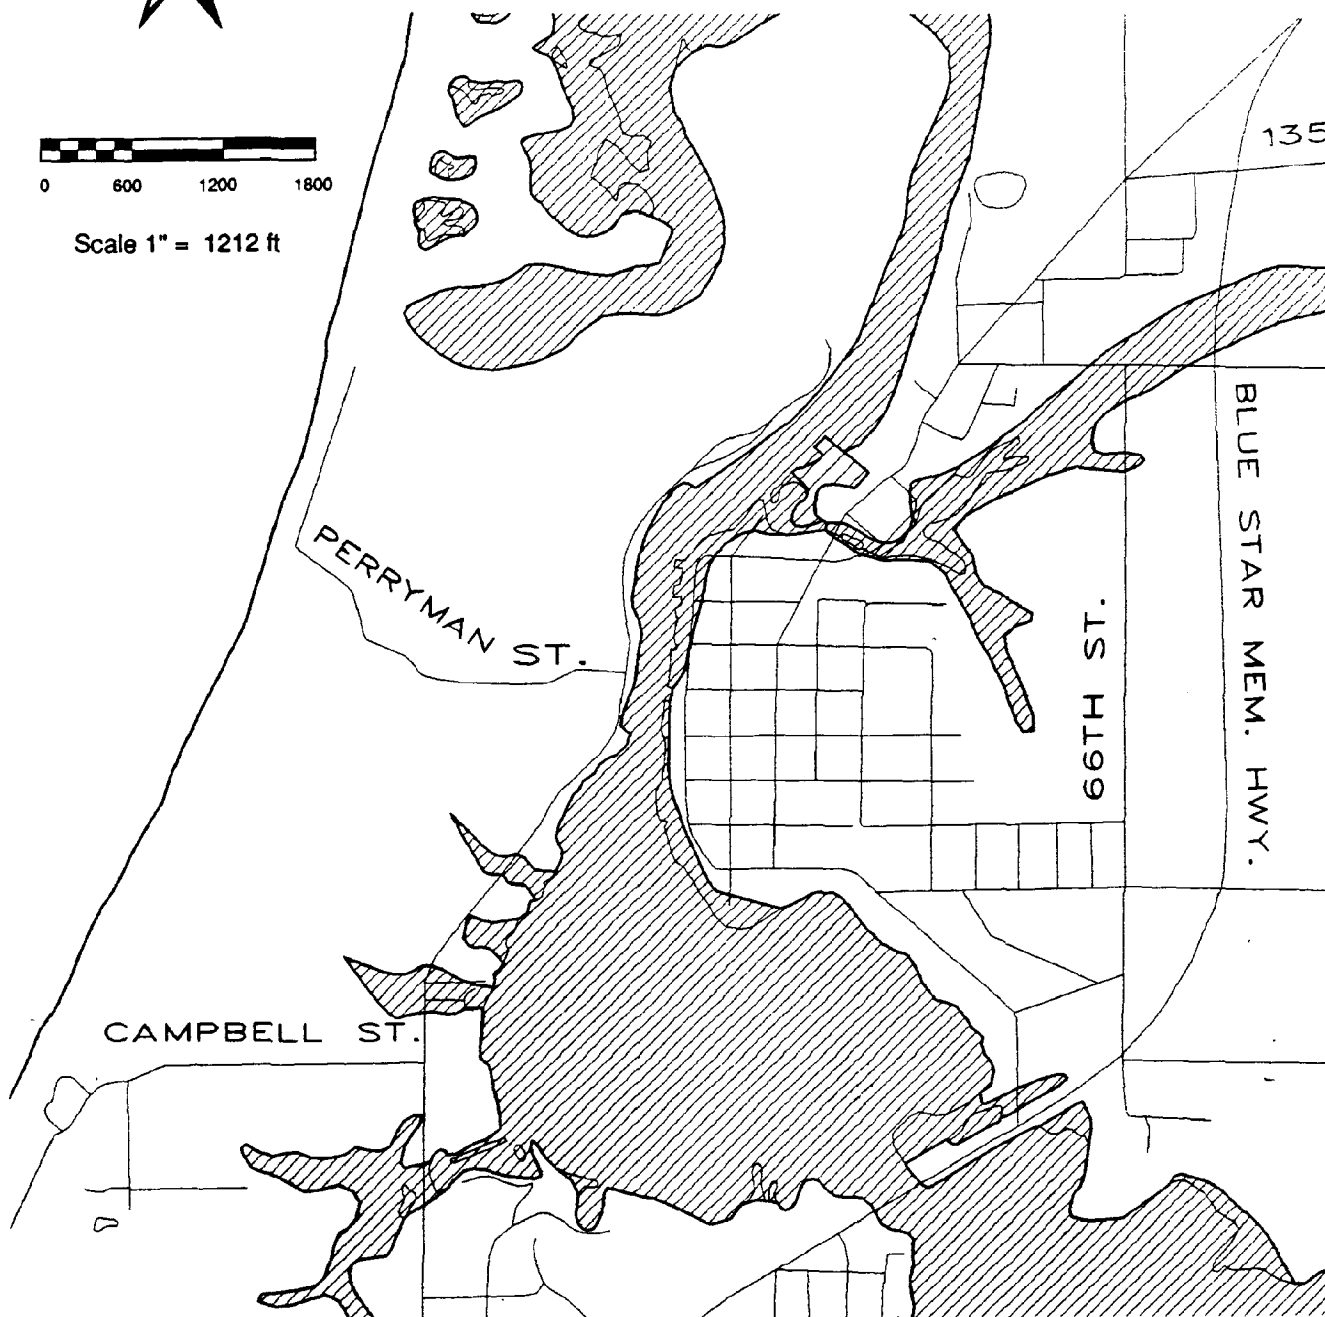 135
0 600 1200 1800
Scale 1" = 1212 ft
BLUE STAR MEM. HWY.
PERRYMAN ST.
66TH ST.
CAMPBELL ST.